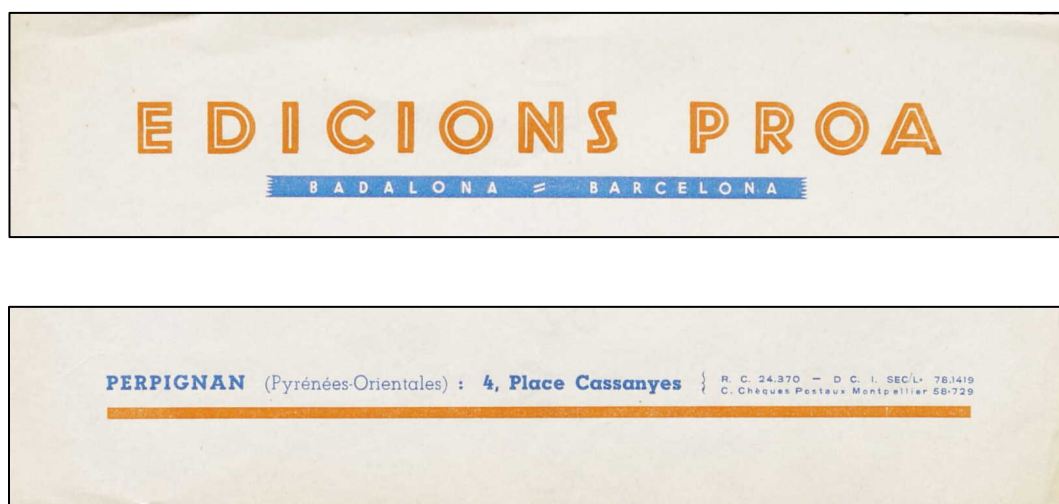 EDICIONS PROA
BADALONA = BARCELONA
PERPIGNAN (Pyrénées-Orientales) : 4, Place Cassanyes { R. C. 24.370 — D C. I. SEC/L. 78.1419
C. Chèques Postaux Montpellier 58-729